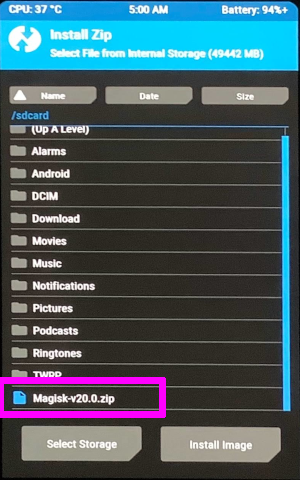 CPU: 37 °C 5:00 AM Battery: 94%+
Install Zip
Select File from Internal Storage (49442 MB)
Name Date Size
/sdcard
(Up A Level)
Alarms
Android
DCIM
Download
Movies
Music
Notifications
Pictures
Podcasts
Ringtones
TWRP
Magisk-v20.0.zip
Select Storage Install Image